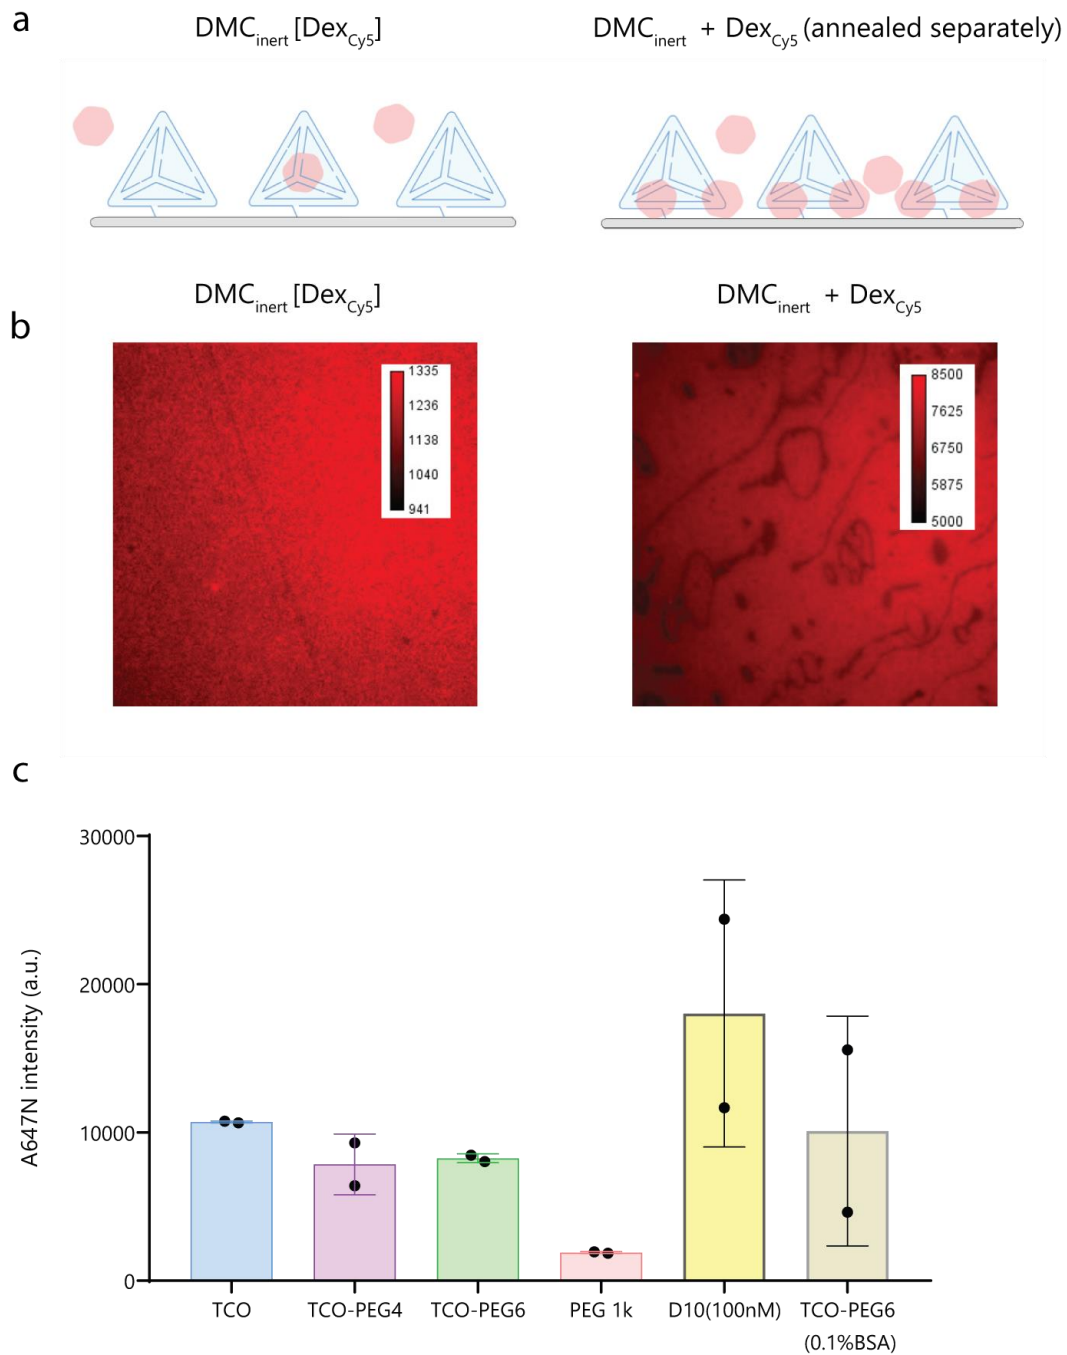 a
DMCinert [DexCy5]
DMCinert + DexCy5 (annealed separately)
b
DMCinert [DexCy5]
DMCinert + DexCy5
1335
1236
1138
1040
941
8500
7625
6750
5875
5000
c
A647N intensity (a.u.)
30000
20000
10000
0
TCO
TCO-PEG4
TCO-PEG6
PEG 1k
D10(100nM)
TCO-PEG6
(0.1%BSA)